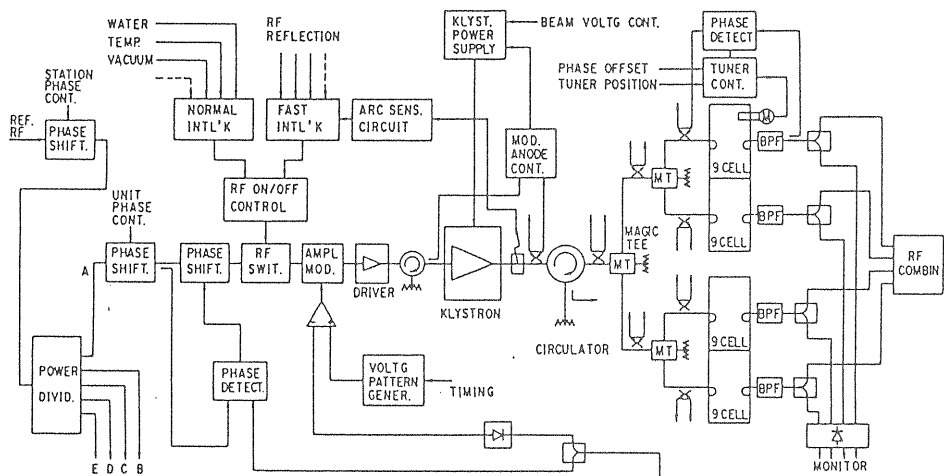 WATER
TEMP.
VACUUM
STATION
PHASE
CONT.
REF.
RF
PHASE
SHIFT.
RF
REFLECTION
NORMAL
INTL'K
FAST
INTL'K
ARC SENS.
CIRCUIT
KLYST.
POWER
SUPPLY
BEAM VOLTG CONT.
MOD.
ANODE
CONT.
PHASE
DETECT
PHASE OFFSET
TUNER POSITION
TUNER
CONT.
M
BPF
9 CELL
MT
BPF
9 CELL
RF ON/OFF
CONTROL
UNIT
PHASE
CONT.
A
PHASE
SHIFT.
PHASE
SHIFT.
RF
SWIT.
AMPL
MOD.
DRIVER
KLYSTRON
CIRCULATOR
MAGIC
TEE
MT
RF
COMBIN
BPF
9 CELL
MT
BPF
9 CELL
POWER
DIVID.
PHASE
DETECT.
VOLTG
PATTERN
GENER.
TIMING
E D C B
MONITOR